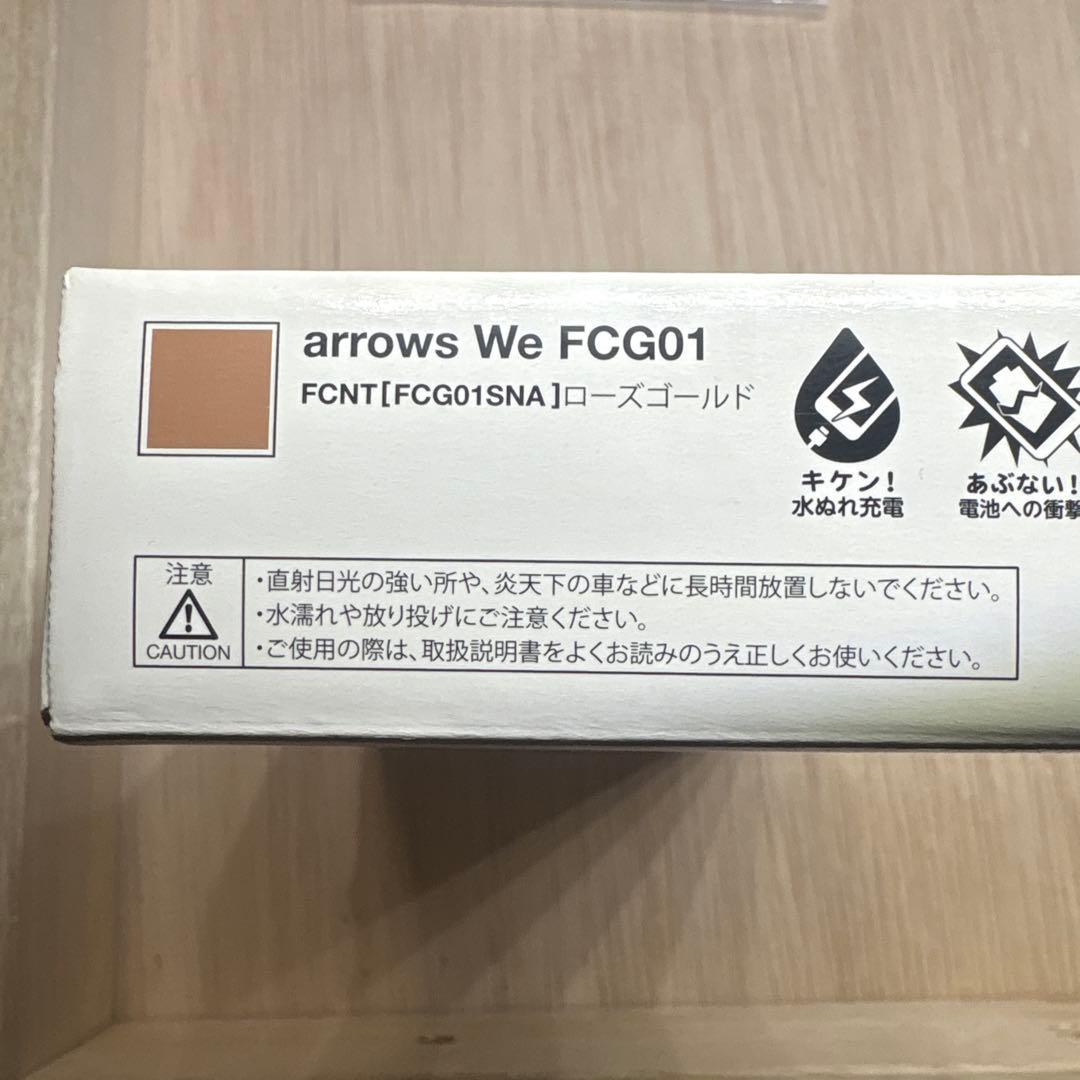 arrows We FCG01
FCNT[FCG01SNA]ローズゴールド
キケン!
水ぬれ充電
あぶない!
電池への衝撃
注意
CAUTION
・直射日光の強い所や、炎天下の車などに長時間放置しないでください。
・水濡れや放り投げにご注意ください。
・ご使用の際は、取扱説明書をよくお読みのうえ正しくお使いください。